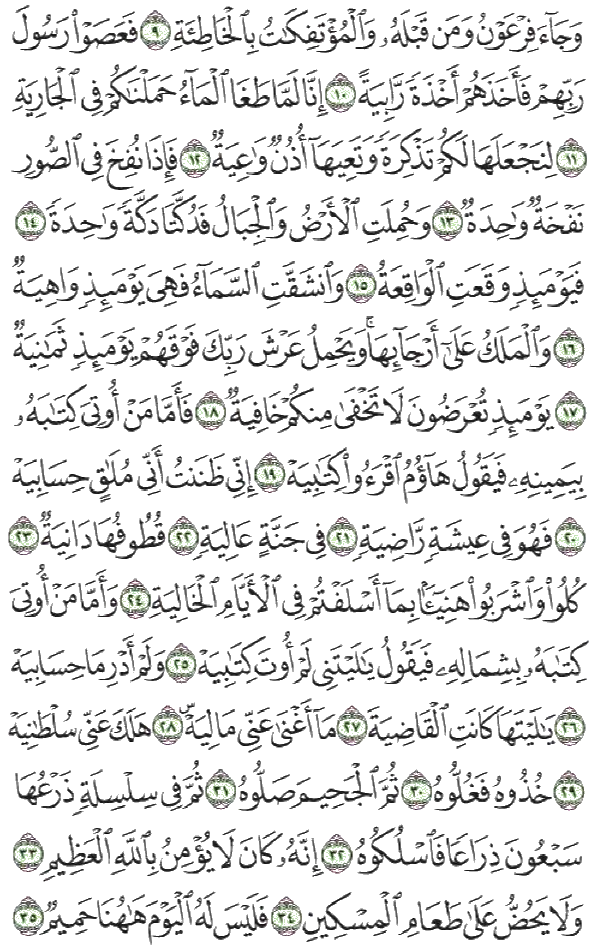 وَجَآءَ فِرْعَوْنُ وَمَن قَبْلَهُۥ وَٱلْمُؤْتَفِكَٰتُ بِٱلْخَاطِئَةِ ٩ فَعَصَوْا۟ رَسُولَ
رَبِّهِمْ فَأَخَذَهُمْ أَخْذَةً رَّابِيَةً ١٠ إِنَّا لَمَّا طَغَا ٱلْمَآءُ حَمَلْنَٰكُمْ فِى ٱلْجَارِيَةِ
١١ لِنَجْعَلَهَا لَكُمْ تَذْكِرَةً وَتَعِيَهَآ أُذُنٌ وَٰعِيَةٌ ١٢ فَإِذَا نُفِخَ فِى ٱلصُّورِ
نَفْخَةٌ وَٰحِدَةٌ ١٣ وَحُمِلَتِ ٱلْأَرْضُ وَٱلْجِبَالُ فَدُكَّتَا دَكَّةً وَٰحِدَةً ١٤
فَيَوْمَئِذٍ وَقَعَتِ ٱلْوَاقِعَةُ ١٥ وَٱنشَقَّتِ ٱلسَّمَآءُ فَهِىَ يَوْمَئِذٍ وَاهِيَةٌ
١٦ وَٱلْمَلَكُ عَلَىٰٓ أَرْجَآئِهَا ۚ وَيَحْمِلُ عَرْشَ رَبِّكَ فَوْقَهُمْ يَوْمَئِذٍ ثَمَٰنِيَةٌ
١٧ يَوْمَئِذٍ تُعْرَضُونَ لَا تَخْفَىٰ مِنكُمْ خَافِيَةٌ ١٨ فَأَمَّا مَنْ أُوتِىَ كِتَٰبَهُۥ
بِيَمِينِهِۦ فَيَقُولُ هَآؤُمُ ٱقْرَءُوا۟ كِتَٰبِيَهْ ١٩ إِنِّى ظَنَنتُ أَنِّى مُلَٰقٍ حِسَابِيَهْ
٢٠ فَهُوَ فِى عِيشَةٍ رَّاضِيَةٍ ٢١ فِى جَنَّةٍ عَالِيَةٍ ٢٢ قُطُوفُهَا دَانِيَةٌ ٢٣
كُلُوا۟ وَٱشْرَبُوا۟ هَنِيٓـًٔۢا بِمَآ أَسْلَفْتُمْ فِى ٱلْأَيَّامِ ٱلْخَالِيَةِ ٢٤ وَأَمَّا مَنْ أُوتِىَ
كِتَٰبَهُۥ بِشِمَالِهِۦ فَيَقُولُ يَٰلَيْتَنِى لَمْ أُوتَ كِتَٰبِيَهْ ٢٥ وَلَمْ أَدْرِ مَا حِسَابِيَهْ
٢٦ يَٰلَيْتَهَا كَانَتِ ٱلْقَاضِيَةَ ٢٧ مَآ أَغْنَىٰ عَنِّى مَالِيَهْ ۜ ٢٨ هَلَكَ عَنِّى سُلْطَٰنِيَهْ
٢٩ خُذُوهُ فَغُلُّوهُ ٣٠ ثُمَّ ٱلْجَحِيمَ صَلُّوهُ ٣١ ثُمَّ فِى سِلْسِلَةٍ ذَرْعُهَا
سَبْعُونَ ذِرَاعًا فَٱسْلُكُوهُ ٣٢ إِنَّهُۥ كَانَ لَا يُؤْمِنُ بِٱللَّهِ ٱلْعَظِيمِ ٣٣
وَلَا يَحُضُّ عَلَىٰ طَعَامِ ٱلْمِسْكِينِ ٣٤ فَلَيْسَ لَهُ ٱلْيَوْمَ هَٰهُنَا حَمِيمٌ ٣٥